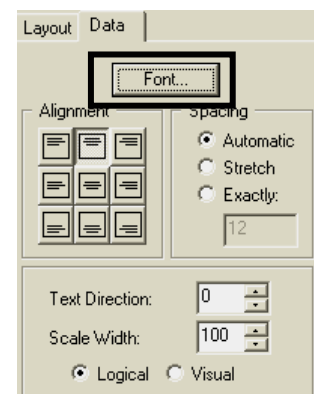 Layout Data
Font...
Alignment Spacing
Automatic
Stretch
Exactly:
12
Text Direction: 0
Scale Width: 100
Logical Visual